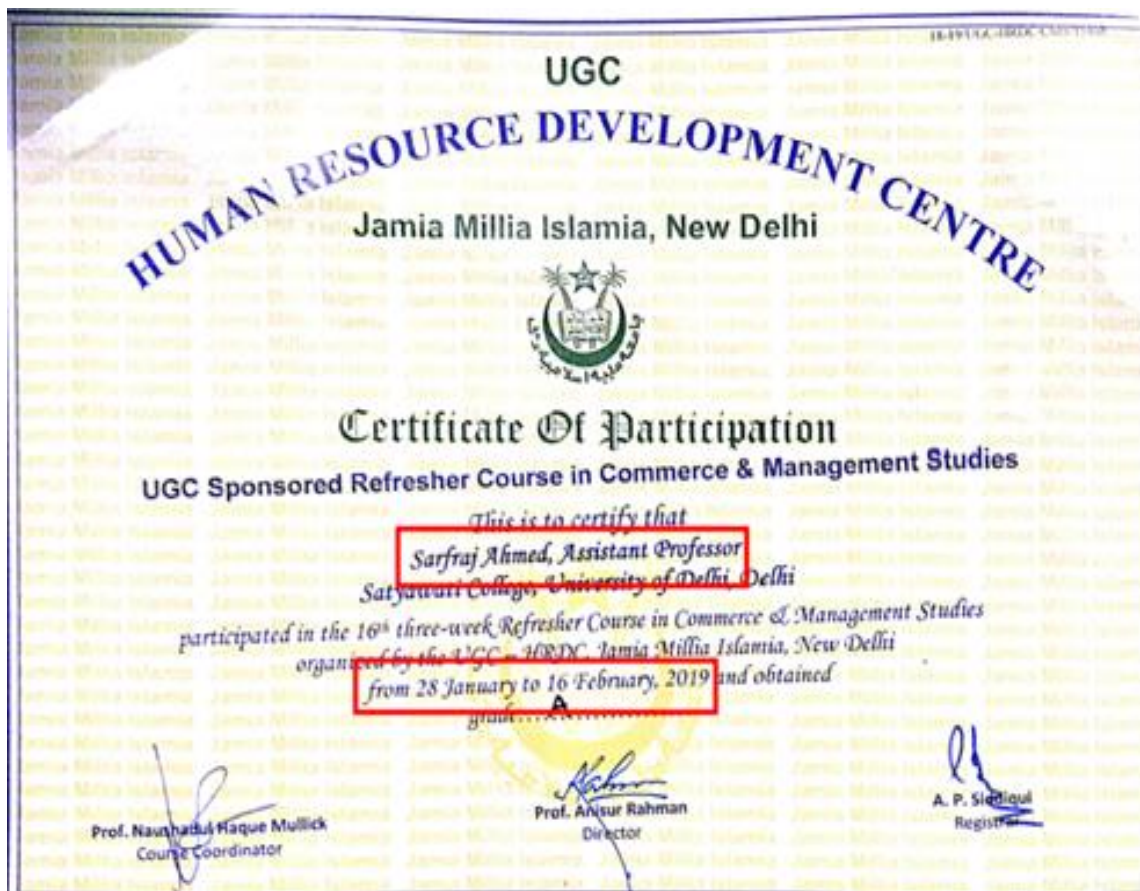 UGC
HUMAN RESOURCE DEVELOPMENT CENTRE
Jamia Millia Islamia, New Delhi
Certificate Of Participation
UGC Sponsored Refresher Course in Commerce & Management Studies
This is to certify that
Sarfraj Ahmed, Assistant Professor
Satyawati College, University of Delhi, Delhi
participated in the 16th three-week Refresher Course in Commerce & Management Studies
organized by the UGC - HRDC, Jamia Millia Islamia, New Delhi
from 28 January to 16 February, 2019 and obtained
grade.....A............
Prof. Naushadul Haque Mullick
Course Coordinator
Prof. Anisur Rahman
Director
A. P. Siddiqui
Registrar